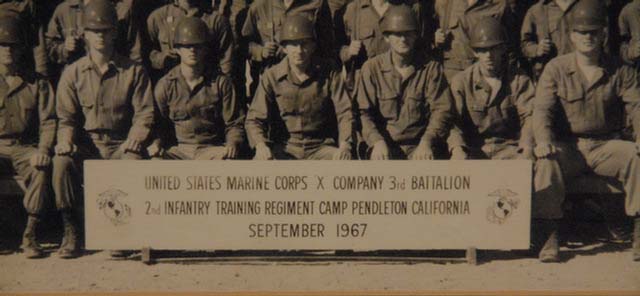 UNITED STATES MARINE CORPS 'X' COMPANY 3rd BATTALION
2nd INFANTRY TRAINING REGIMENT CAMP PENDLETON CALIFORNIA
SEPTEMBER 1967